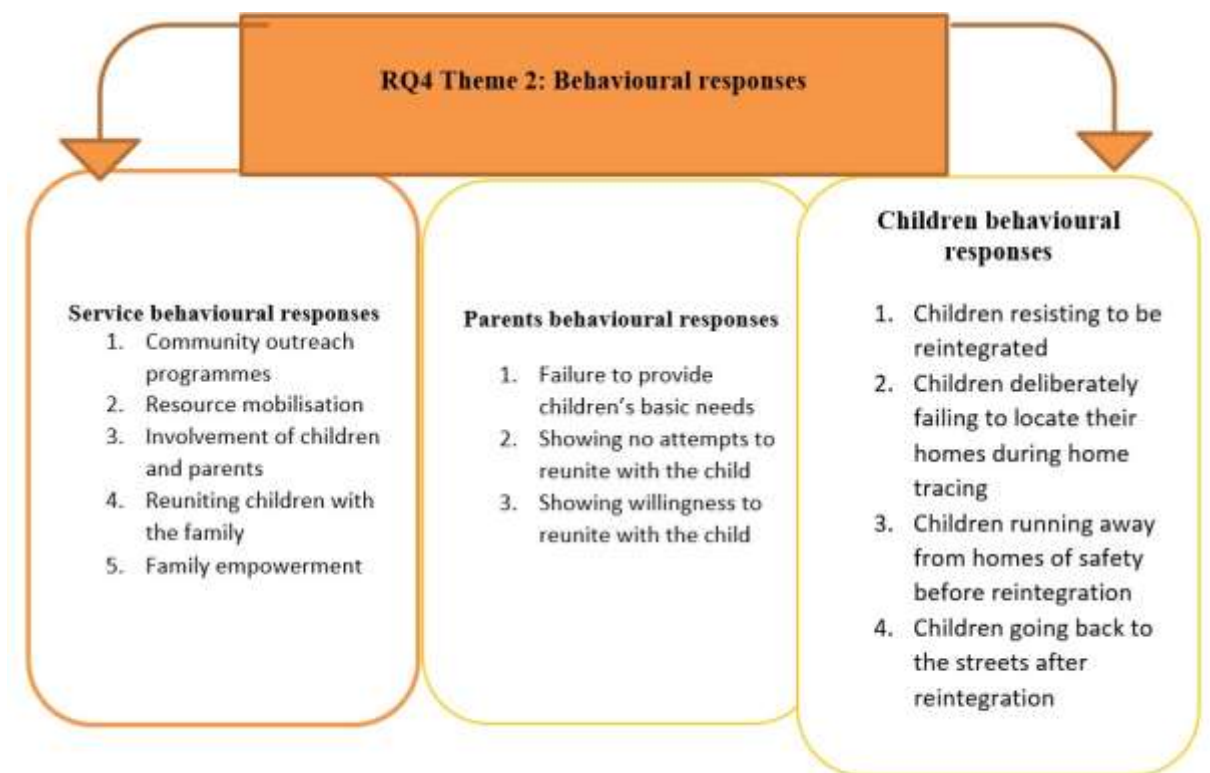 RQ4 Theme 2: Behavioural responses
Service behavioural responses
1. Community outreach
programmes
2. Resource mobilisation
3. Involvement of children
and parents
4. Reuniting children with
the family
5. Family empowerment
Parents behavioural responses
1. Failure to provide
children’s basic needs
2. Showing no attempts to
reunite with the child
3. Showing willingness to
reunite with the child
Children behavioural
responses
1. Children resisting to be
reintegrated
2. Children deliberately
failing to locate their
homes during home
tracing
3. Children running away
from homes of safety
before reintegration
4. Children going back to
the streets after
reintegration